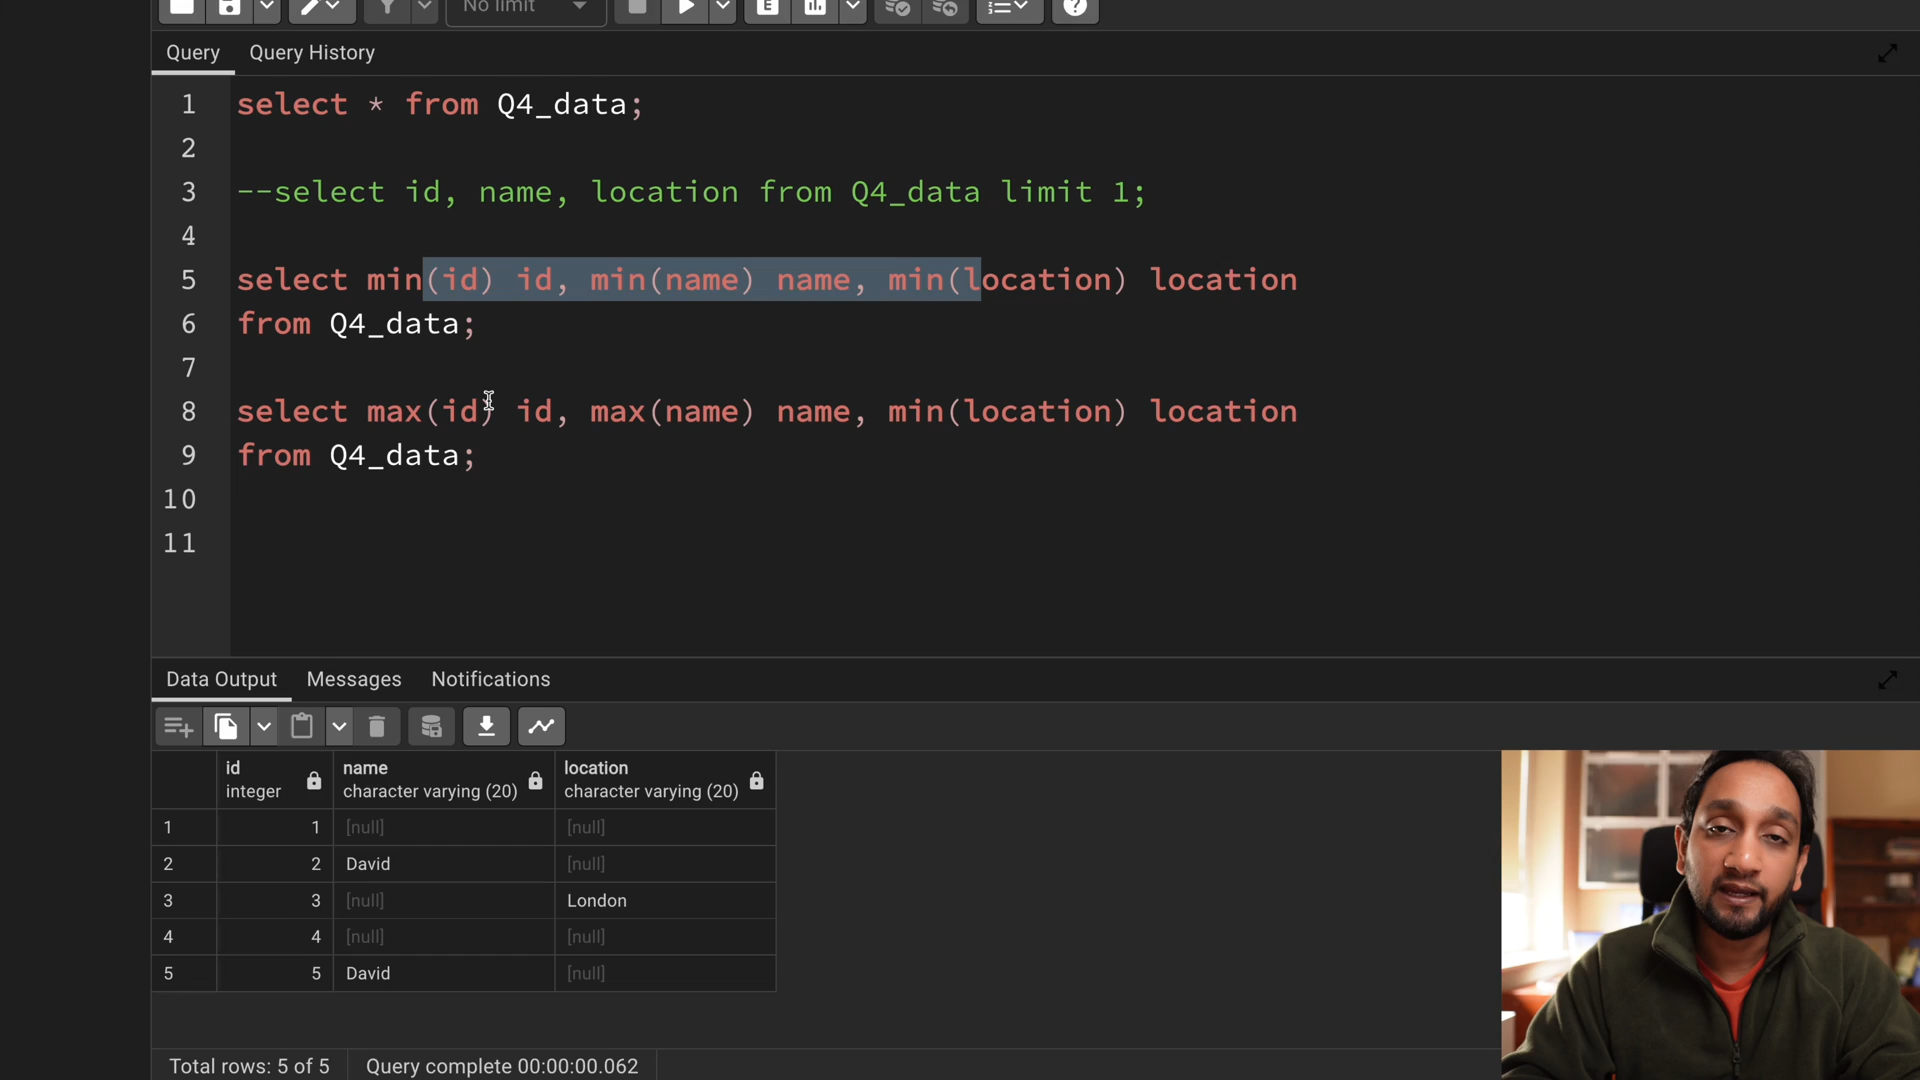 No limit
Query Query History
1 select * from Q4_data;
2
3 --select id, name, location from Q4_data limit 1;
4
5 select min(id) id, min(name) name, min(location) location
6 from Q4_data;
7
8 select max(id) id, max(name) name, min(location) location
9 from Q4_data;
10
11
Data Output Messages Notifications
id name location
integer character varying (20) character varying (20)
1 1 [null] [null]
2 2 David [null]
3 3 [null] London
4 4 [null] [null]
5 5 David [null]
Total rows: 5 of 5 Query complete 00:00:00.062